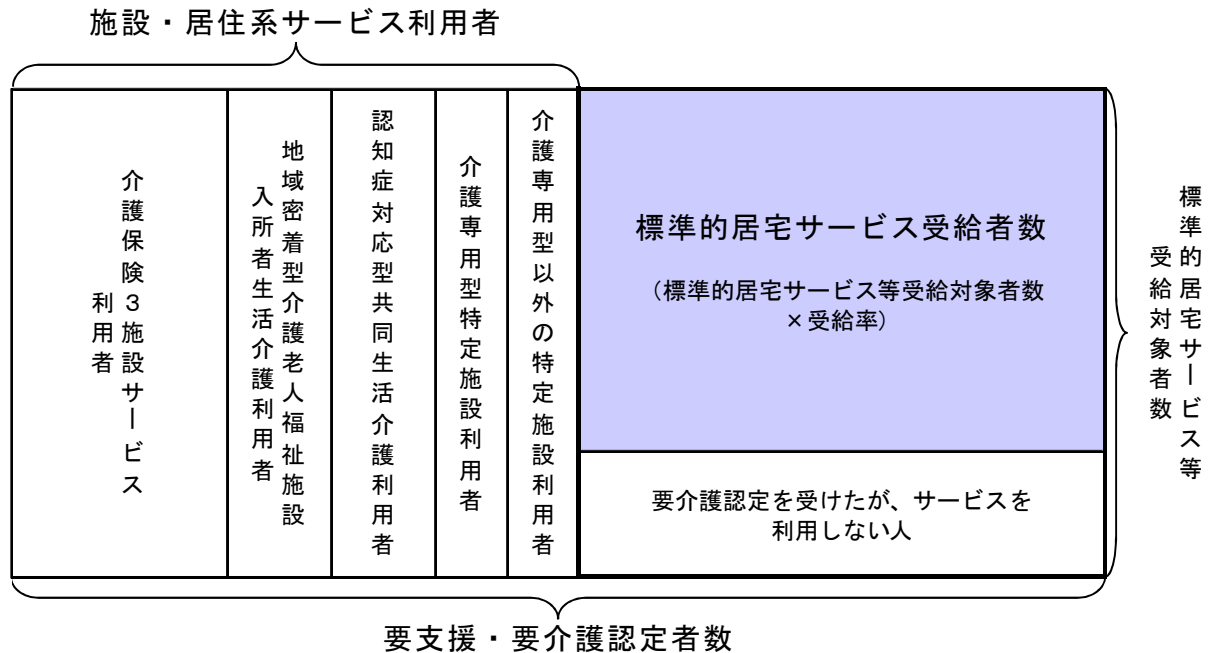 施設・居住系サービス利用者
介護保険３施設サービス
利用者
地域密着型介護老人福祉施設
入所者生活介護利用者
認知症対応型共同生活介護利用者
介護専用型特定施設利用者
介護専用型以外の特定施設利用者
標準的居宅サービス受給者数
（標準的居宅サービス等受給対象者数
×受給率）
要介護認定を受けたが、サービスを
利用しない人
標準的居宅サービス等
受給対象者数
要支援・要介護認定者数